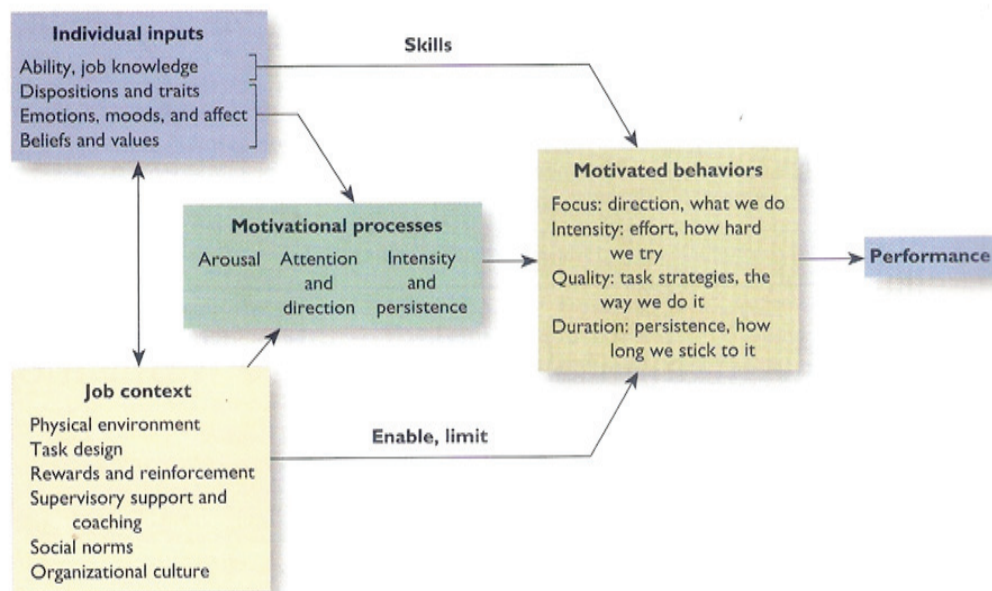 Individual inputs
Ability, job knowledge
Dispositions and traits
Emotions, moods, and affect
Beliefs and values
Skills
Motivational processes
Arousal
Attention
and
direction
Intensity
and
persistence
Motivated behaviors
Focus: direction, what we do
Intensity: effort, how hard
we try
Quality: task strategies, the
way we do it
Duration: persistence, how
long we stick to it
Performance
Job context
Physical environment
Task design
Rewards and reinforcement
Supervisory support and
coaching
Social norms
Organizational culture
Enable, limit